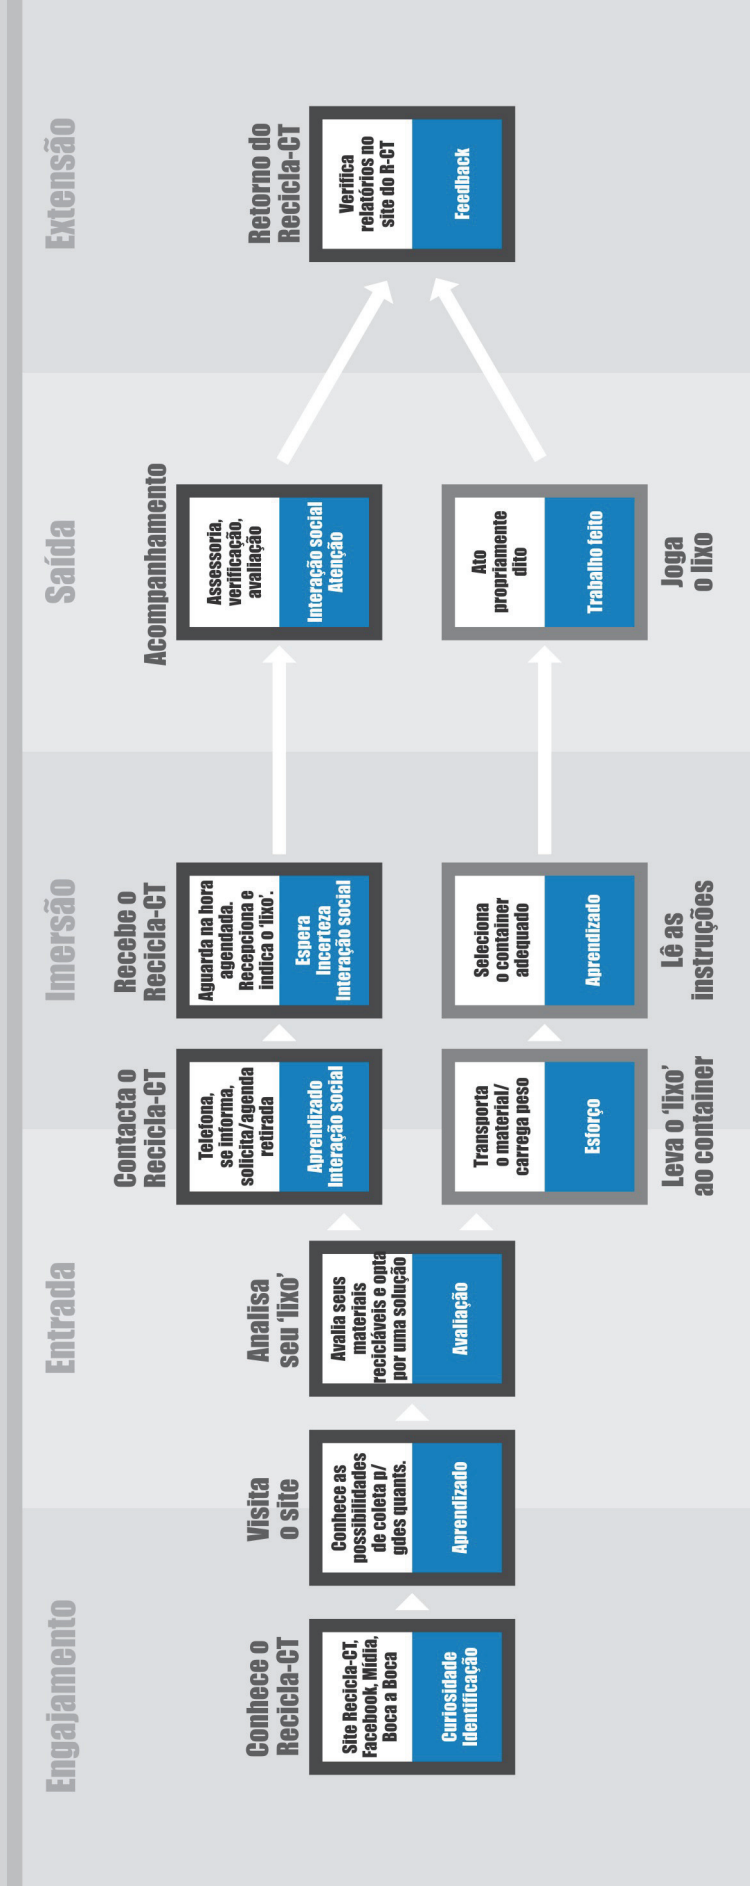 Engajamento
Entrada
Imersão
Saída
Extensão
Conhece o
Recicla-CT
Site Recicla-CT,
Facebook, Mídia,
Boca a Boca
Curiosidade
Identificação
Visita
o site
Conhece as
possibilidades
de coleta p/
gdes quants.
Aprendizado
Analisa
seu ‘lixo’
Avalia seus
materiais
recicláveis e opta
por uma solução
Avaliação
Contacta o
Recicla-CT
Telefona,
se informa,
solicita/agenda
retirada
Aprendizado
Interação social
Recebe o
Recicla-CT
Aguarda na hora
agendada.
Recepciona e
indica o ‘lixo’.
Espera
Incerteza
Interação social
Acompanhamento
Assessoria,
verificação,
avaliação
Interação social
Atenção
Transporta
o material/
carrega peso
Esforço
Leva o ‘lixo’
ao container
Seleciona
o container
adequado
Aprendizado
Lê as
instruções
Ato
propriamente
dito
Trabalho feito
Joga
o lixo
Retorno do
Recicla-CT
Verifica
relatórios no
site do R-CT
Feedback